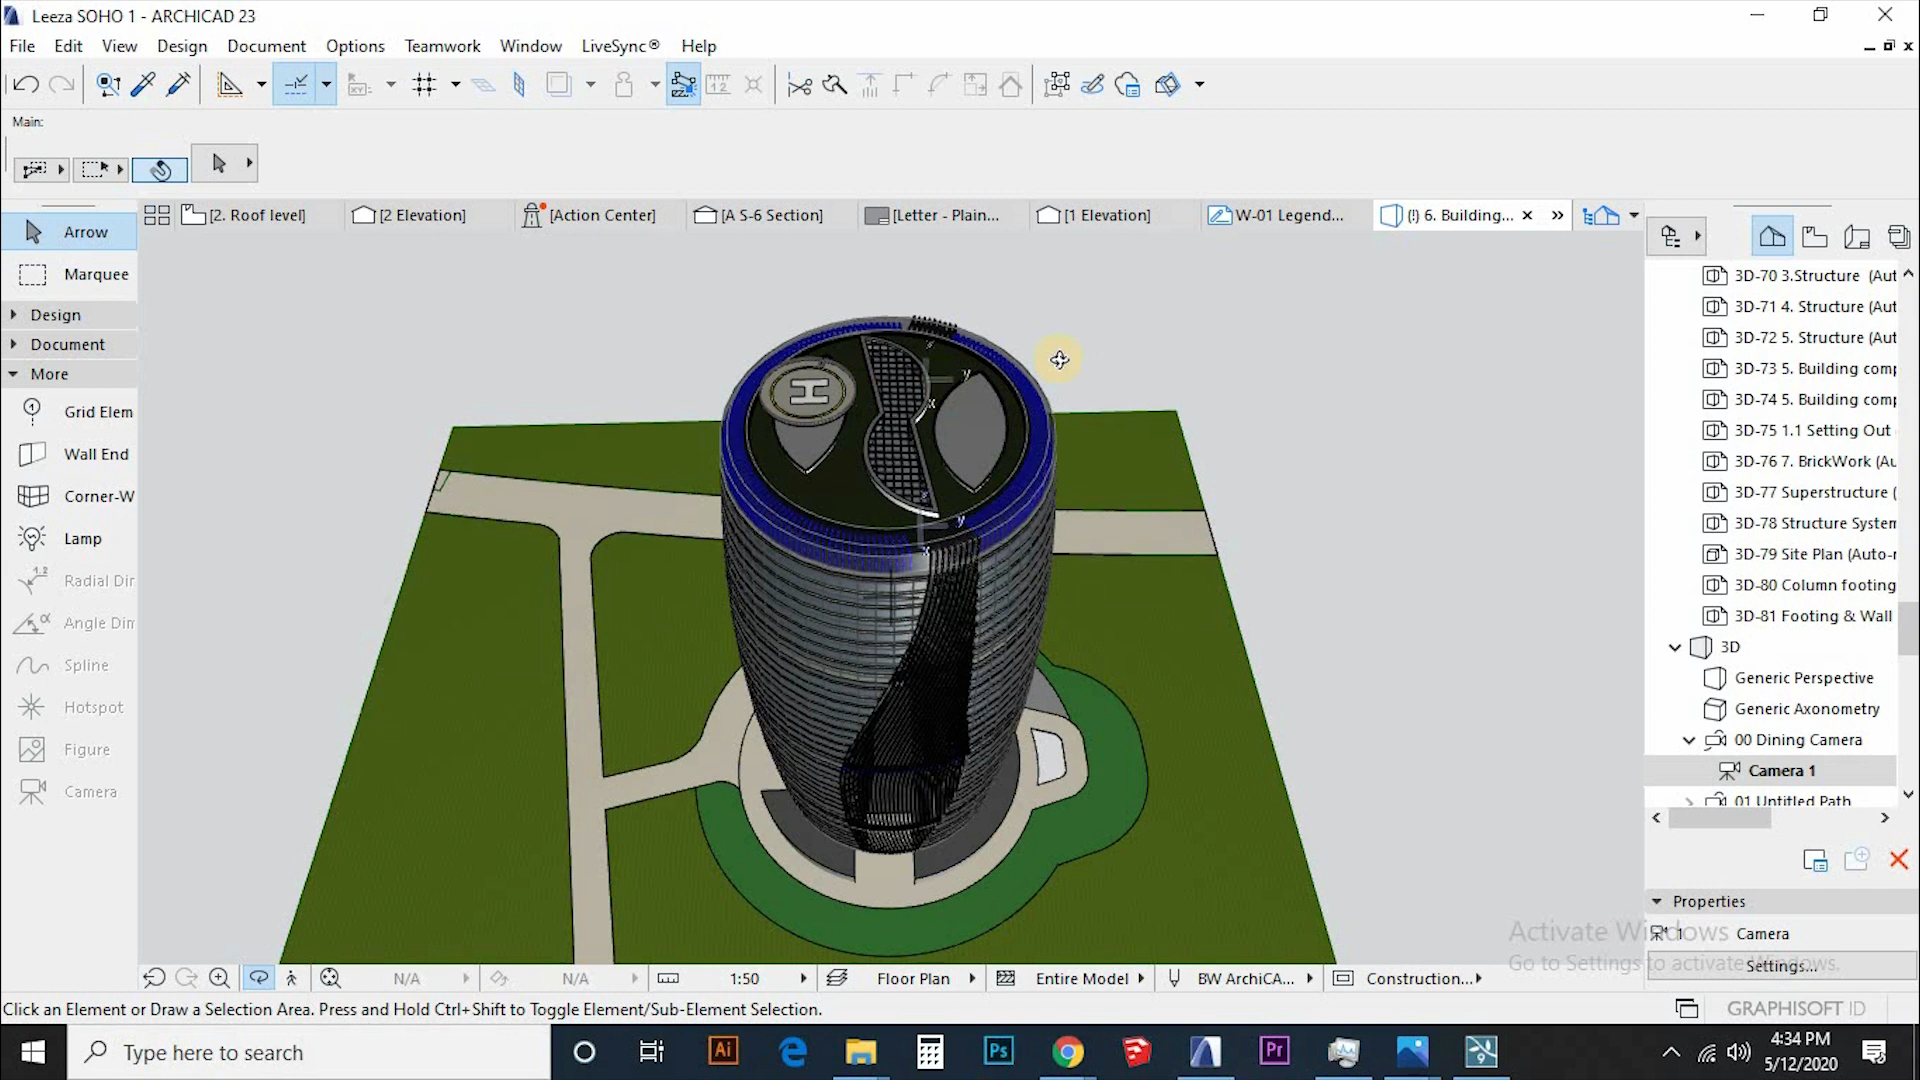 Leeza SOHO 1 - ARCHICAD 23
File Edit View Design Document Options Teamwork Window LiveSync® Help
Main:
[2. Roof level] [2 Elevation] [Action Center] [A S-6 Section] [Letter - Plain... [1 Elevation] W-01 Legend... (!) 6. Building...
Arrow
Marquee
Design
Document
More
Grid Elem
Wall End
Corner-W
Lamp
Radial Dir
Angle Dim
Spline
Hotspot
Figure
Camera
H
3D-70 3.Structure (Aut
3D-71 4. Structure (Aut
3D-72 5. Structure (Aut
3D-73 5. Building comp
3D-74 5. Building comp
3D-75 1.1 Setting Out
3D-76 7. BrickWork (Au
3D-77 Superstructure (
3D-78 Structure System
3D-79 Site Plan (Auto-r
3D-80 Column footing
3D-81 Footing & Wall
3D
Generic Perspective
Generic Axonometry
00 Dining Camera
Camera 1
01 Untitled Path
Properties
1 Camera
Settings...
Activate Windows
Go to Settings to activate Windows.
N/A N/A 1:50 Floor Plan Entire Model BW ArchiCA... Construction...
Click an Element or Draw a Selection Area. Press and Hold Ctrl+Shift to Toggle Element/Sub-Element Selection.
GRAPHISOFT ID
Type here to search
Ai Ps Pr
4:34 PM
5/12/2020